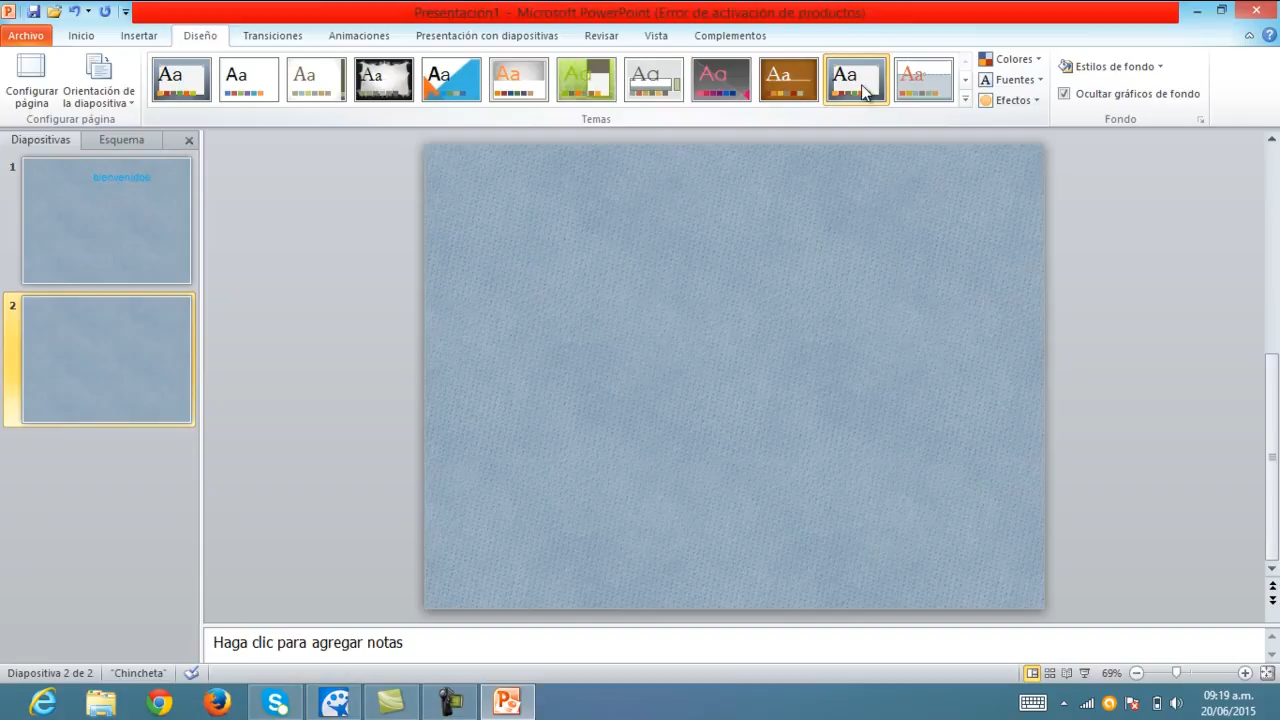 Presentación1 - Microsoft PowerPoint (Error de activación de productos)
Archivo Inicio Insertar Diseño Transiciones Animaciones Presentación con diapositivas Revisar Vista Complementos
Configurar página
Orientación de la diapositiva
Configurar página
Aa Aa Aa Aa Aa Aa Aa Aa Aa Aa Aa Aa
Temas
Colores
Fuentes
Efectos
Estilos de fondo
Ocultar gráficos de fondo
Fondo
Diapositivas Esquema
1
bienvenidos
2
Haga clic para agregar notas
Diapositiva 2 de 2 "Chincheta" 69%
09:19 a.m.
20/06/2015